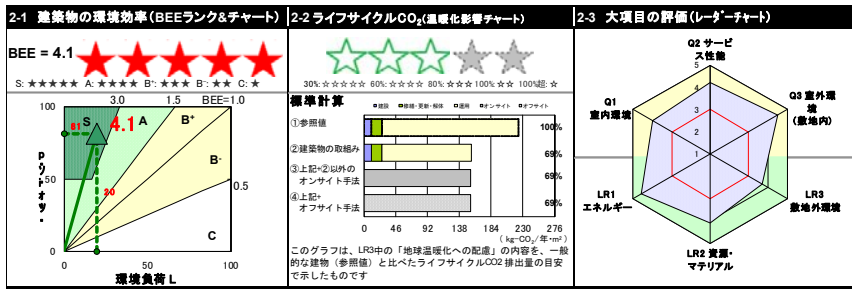 2-1 建築物の環境効率(BEEランク&チャート)
BEE = 4.1
S: ★★★★★ A: ★★★★ B⁺: ★★★ B⁻: ★★ C: ★
3.0 1.5 BEE=1.0
100
S
4.1
A
B⁺
81
B⁻
50
20
0.5
C
0
0 50 100
環境負荷 L
2-2 ライフサイクルCO₂(温暖化影響チャート)
30%: ☆☆☆☆☆ 60%: ☆☆☆☆ 80%: ☆☆☆ 100%: ☆☆ 100%超: ☆
標準計算
建設 修繕・更新・解体 運用 オンサイト オフサイト
①参照値 100%
②建築物の取組み 69%
③上記+②以外の
オンサイト手法 69%
④上記+
オフサイト手法 69%
0 46 92 138 184 230 276
( kg-CO₂/年・m²)
このグラフは、LR3中の「地球温暖化への配慮」の内容を、一般
的な建物(参照値)と比べたライフサイクルCO2 排出量の目安
で示したものです
2-3 大項目の評価(レーダーチャート)
Q2 サービ
ス性能
5
4
3
2
1
Q1
室内環境
Q3 室外環
境
(敷地内)
LR1
エネルギー
LR3
敷地外環境
LR2 資源・
マテリアル